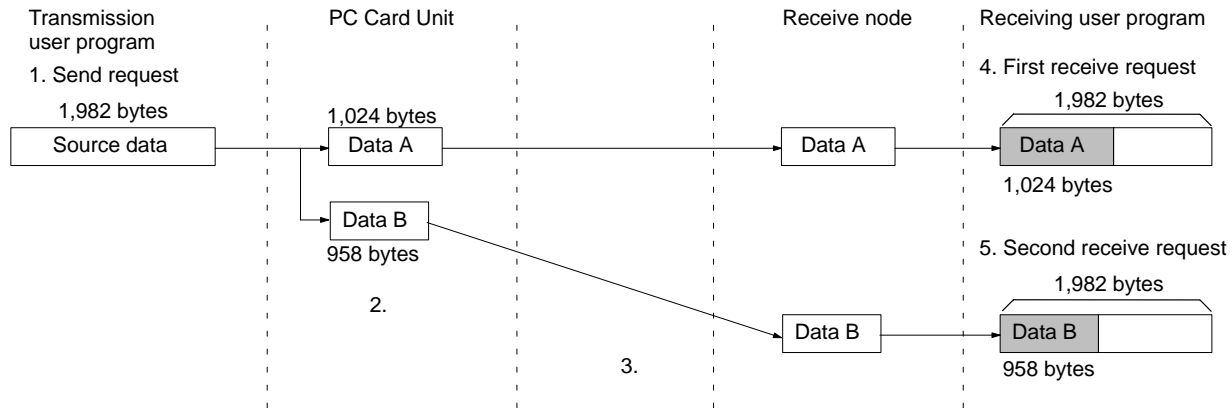 Transmission
user program
PC Card Unit
Receive node
Receiving user program
1. Send request
4. First receive request
1,982 bytes
1,982 bytes
1,024 bytes
Source data
Data A
Data A
Data A
1,024 bytes
Data B
958 bytes
5. Second receive request
1,982 bytes
2.
Data B
Data B
3.
958 bytes